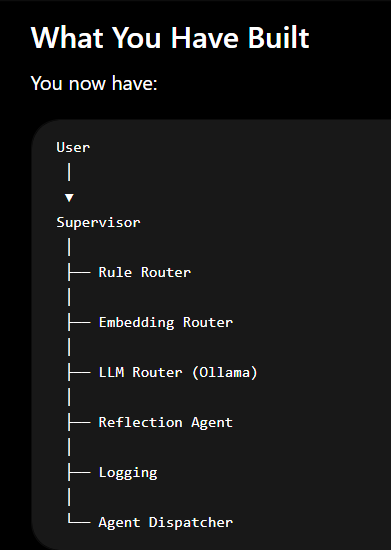 What You Have Built
You now have:
User
│
▼
Supervisor
│
├── Rule Router
│
├── Embedding Router
│
├── LLM Router (Ollama)
│
├── Reflection Agent
│
├── Logging
│
└── Agent Dispatcher